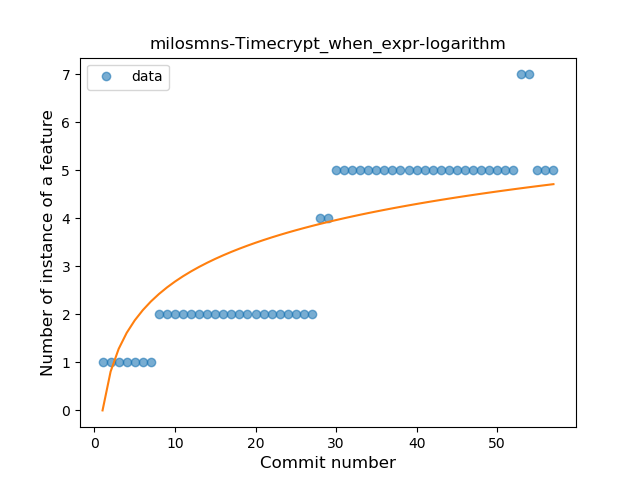 milosmns-Timecrypt_when_expr-logarithm
data
Number of instance of a feature
7
6
5
4
3
2
1
0
0 10 20 30 40 50
Commit number